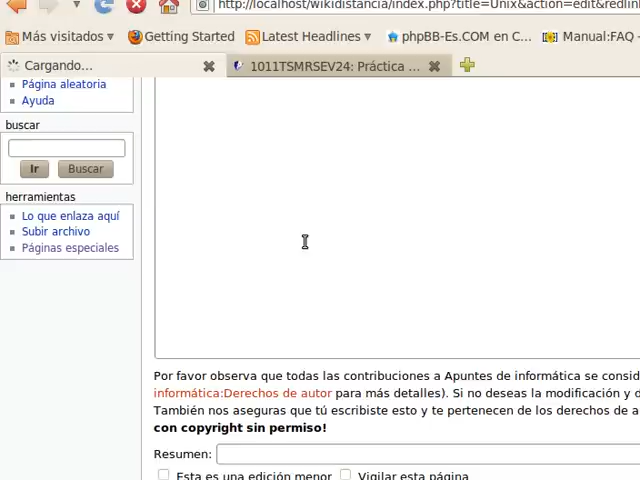 http://localhost/wikidistancia/index.php?title=Unix&action=edit&redlin
Más visitados Getting Started Latest Headlines phpBB-Es.COM en C... Manual:FAQ -
Cargando... 1011TSMRSEV24: Práctica ...
Página aleatoria
Ayuda
buscar
Ir Buscar
herramientas
Lo que enlaza aquí
Subir archivo
Páginas especiales
Por favor observa que todas las contribuciones a Apuntes de informática se consid
informática:Derechos de autor para más detalles). Si no deseas la modificación y d
También nos aseguras que tú escribiste esto y te pertenecen de los derechos de a
con copyright sin permiso!
Resumen:
Esta es una edición menor Vigilar esta página